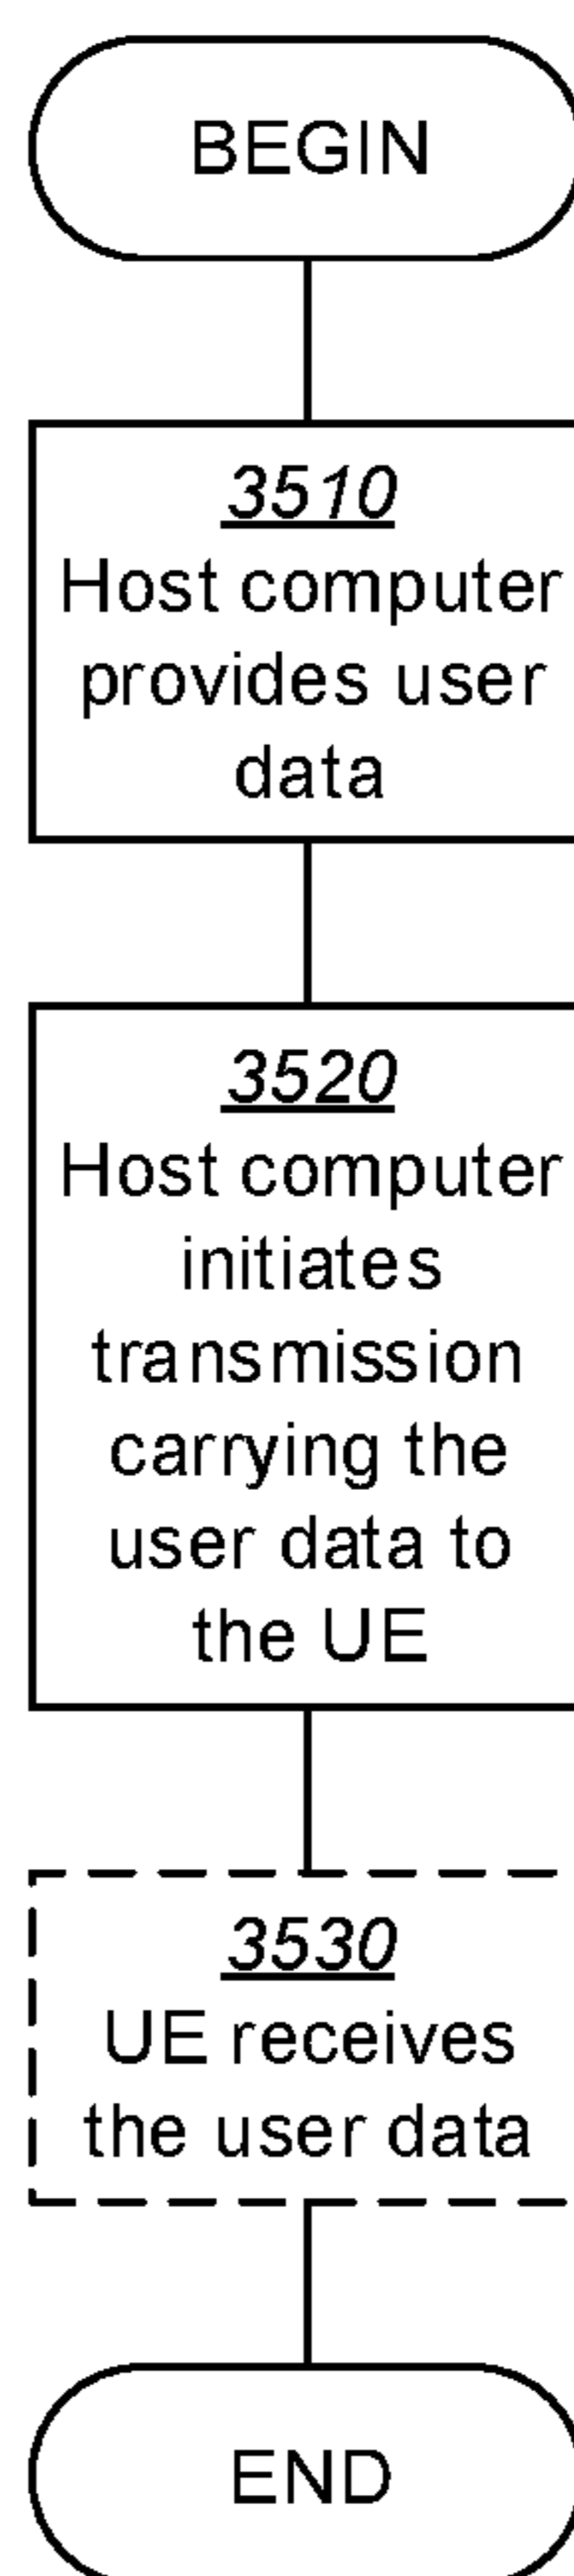 BEGIN
3510
Host computer
provides user
data
3520
Host computer
initiates
transmission
carrying the
user data to
the UE
3530
UE receives
the user data
END